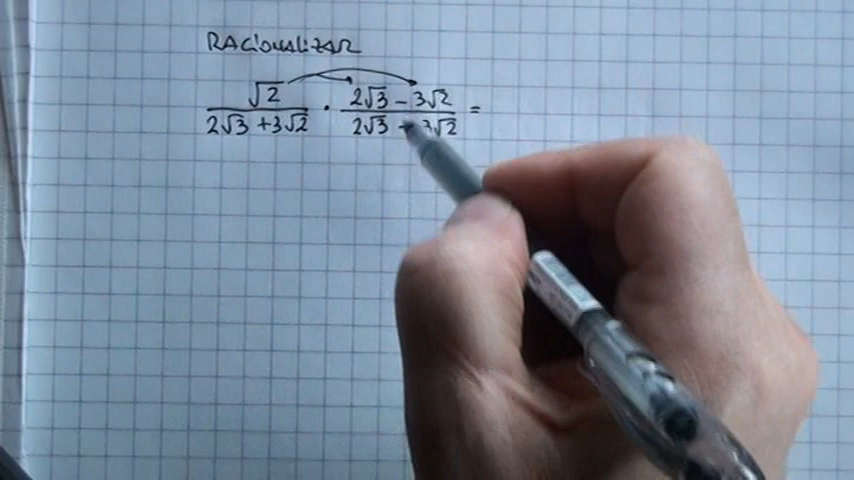 RACIONALIZAR
√2 / (2√3 + 3√2) · (2√3 - 3√2) / (2√3 - 3√2) =